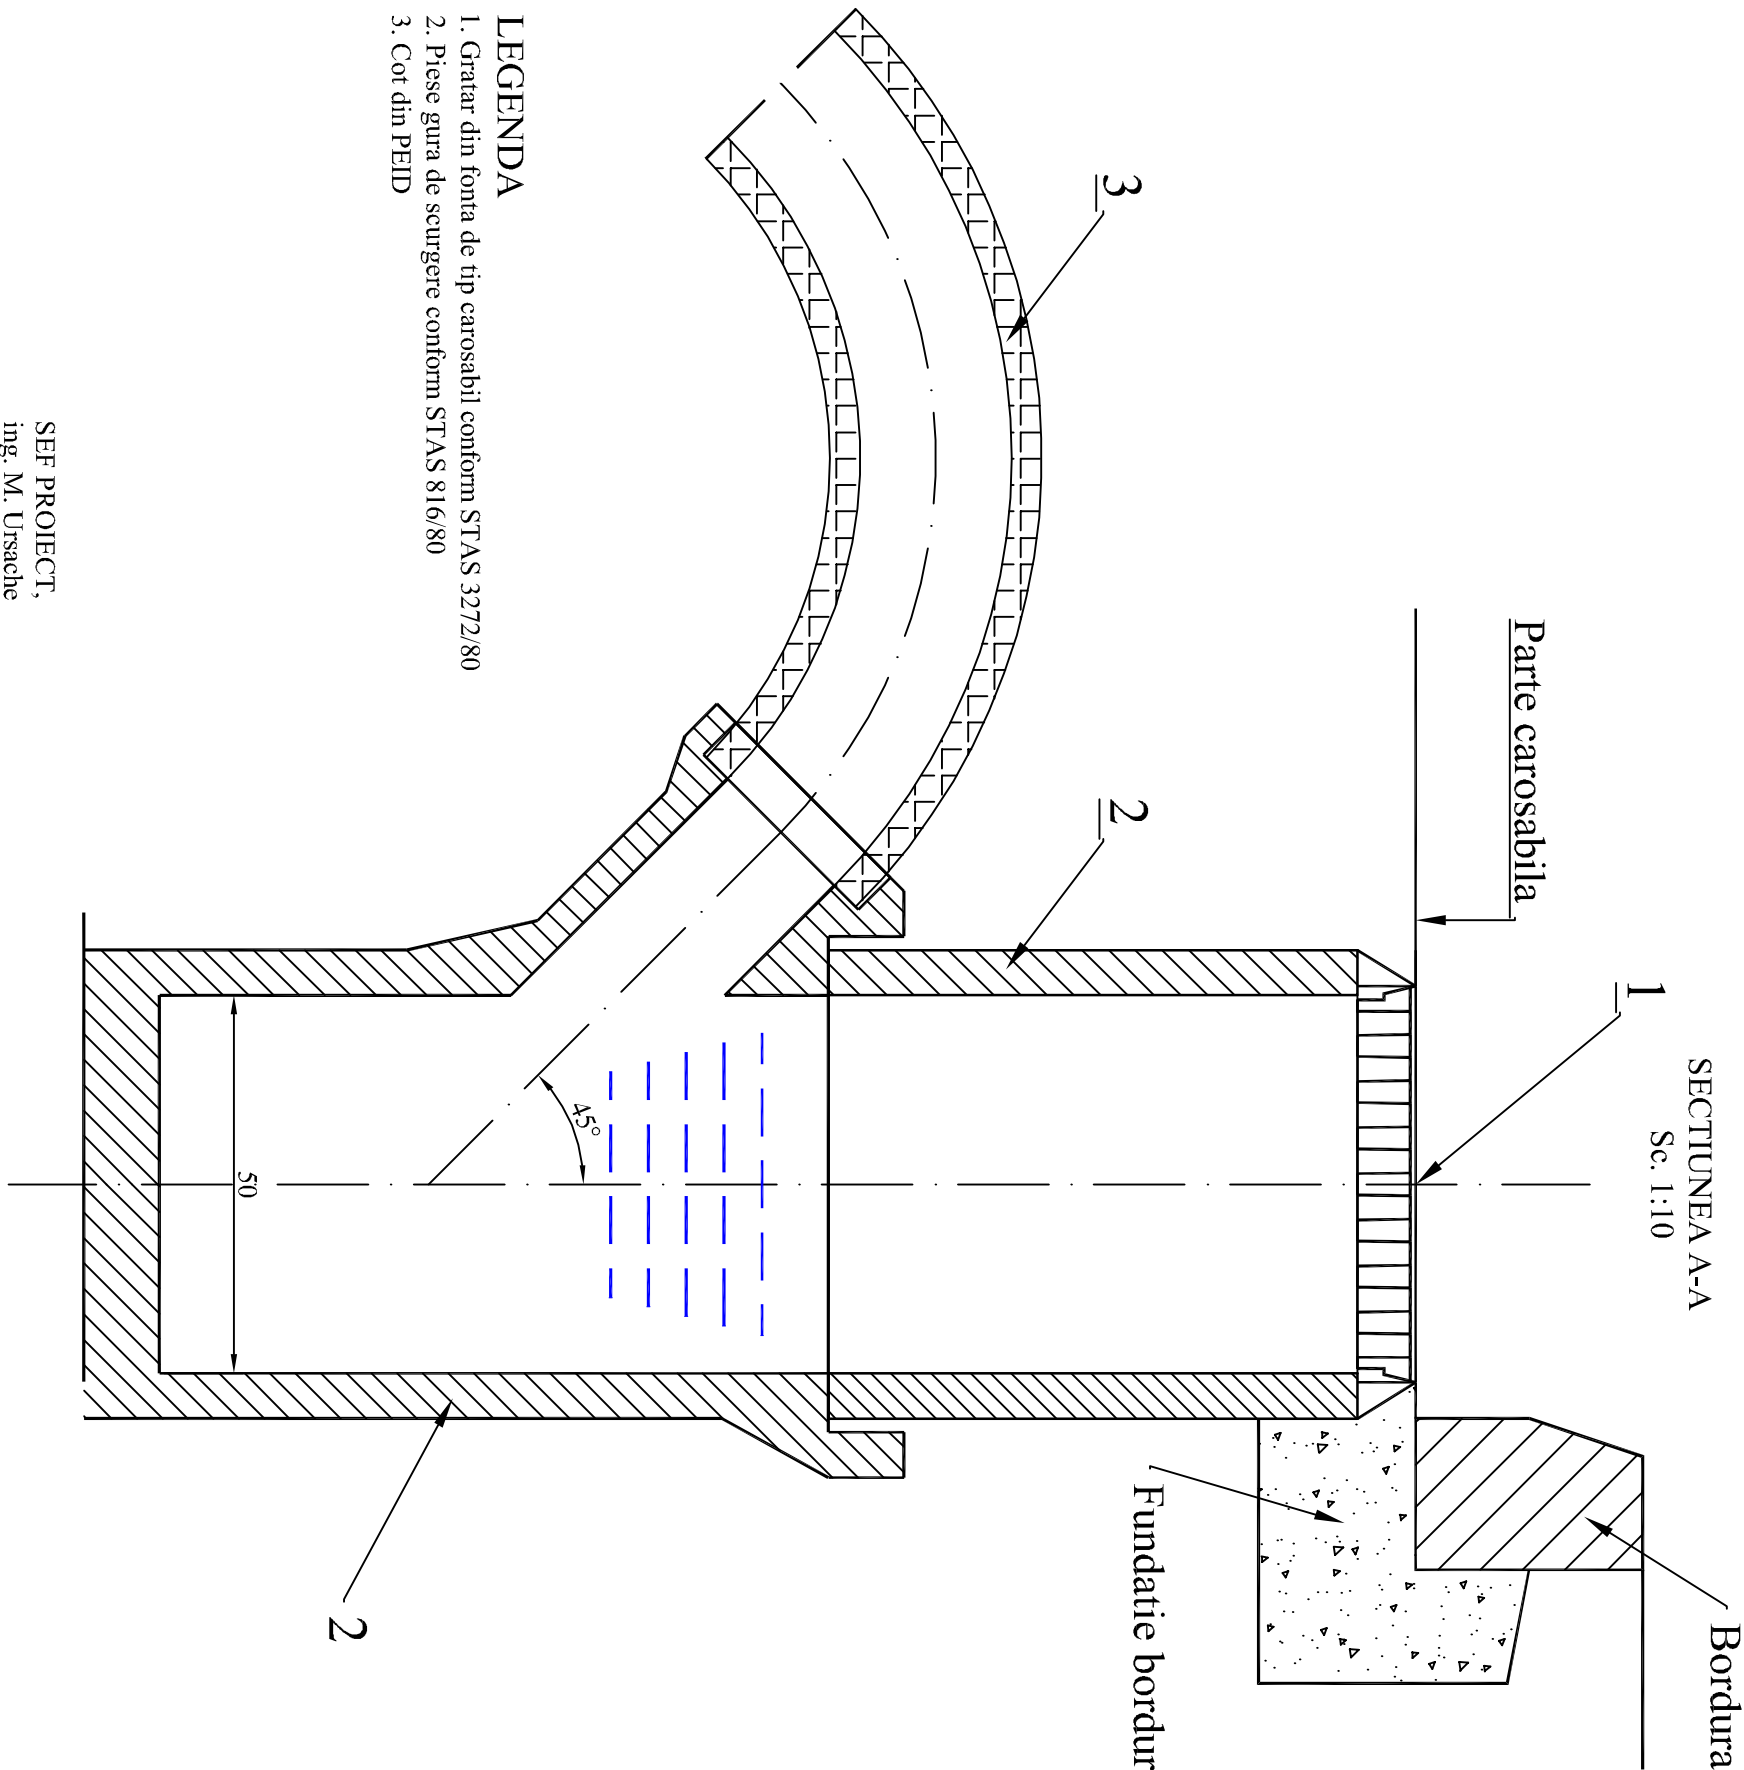 SECTIUNEA A-A
Sc. 1:10
Bordura
Parte carosabila
1
Fundatie bordur
2
3
45°
50
2
LEGENDA
1. Gratar din fonta de tip carosabil conform STAS 3272/80
2. Piese gura de scurgere conform STAS 816/80
3. Cot din PEID
SEF PROIECT,
ing. M. Ursache